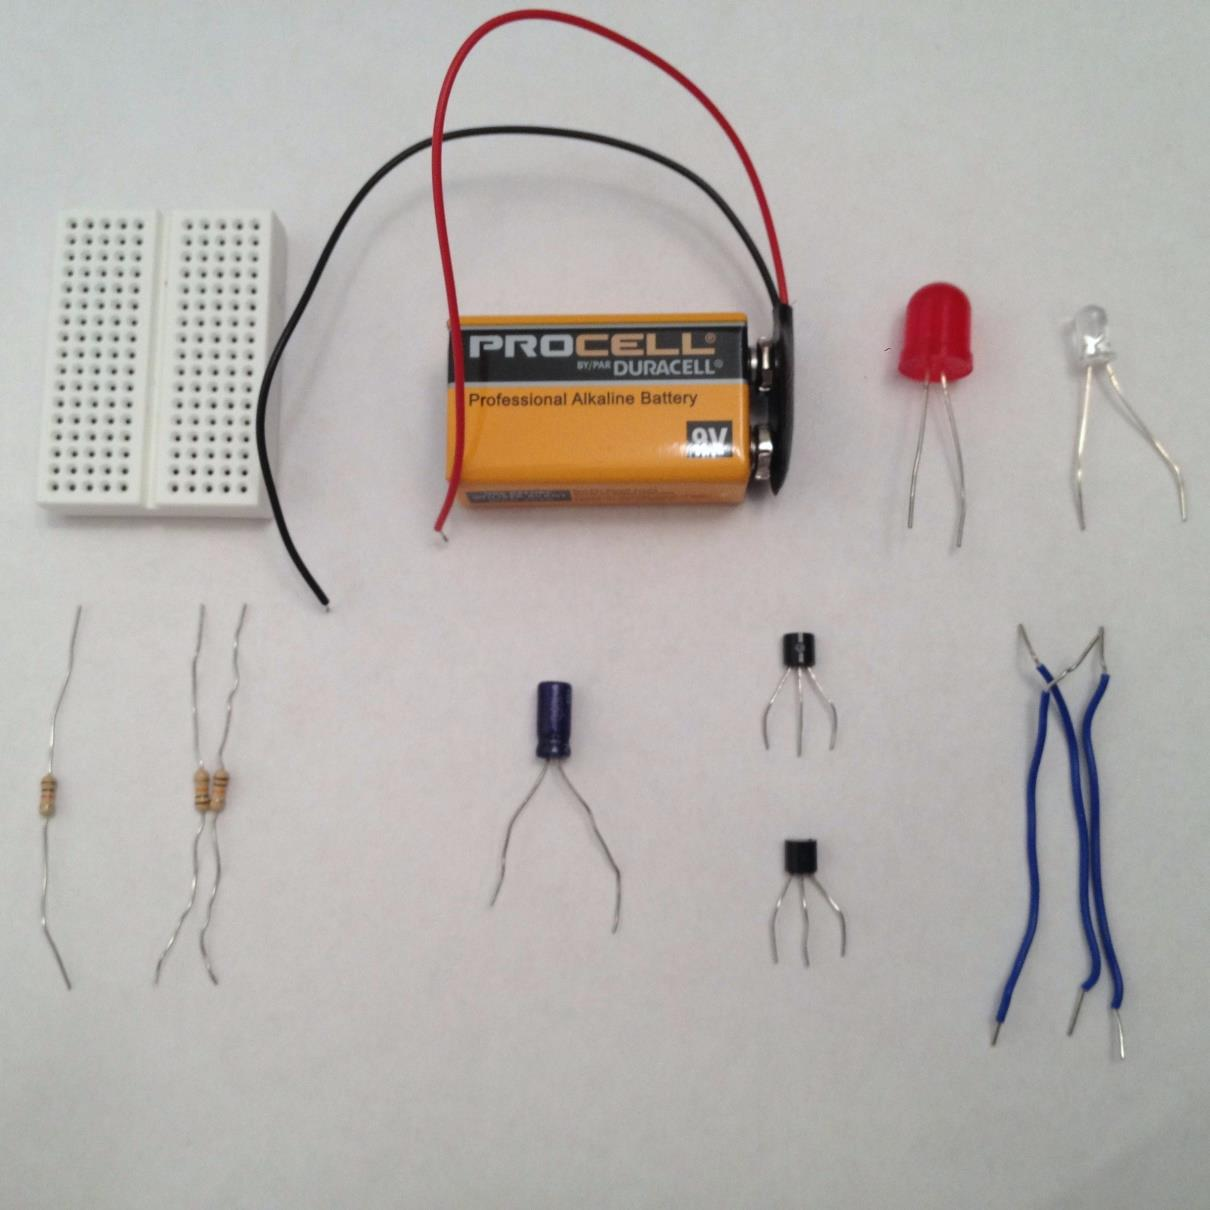 PROCELL®
BY/PAR DURACELL®
Professional Alkaline Battery
9V